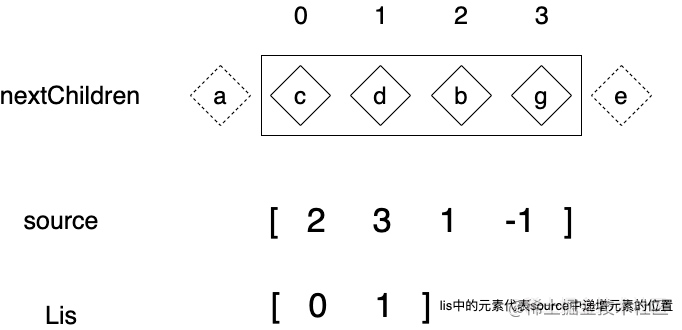 0 1 2 3
nextChildren a c d b g e
source [ 2 3 1 -1 ]
Lis [ 0 1 ] lis中的元素代表source中递增元素的位置
@稀土掘金技术社区